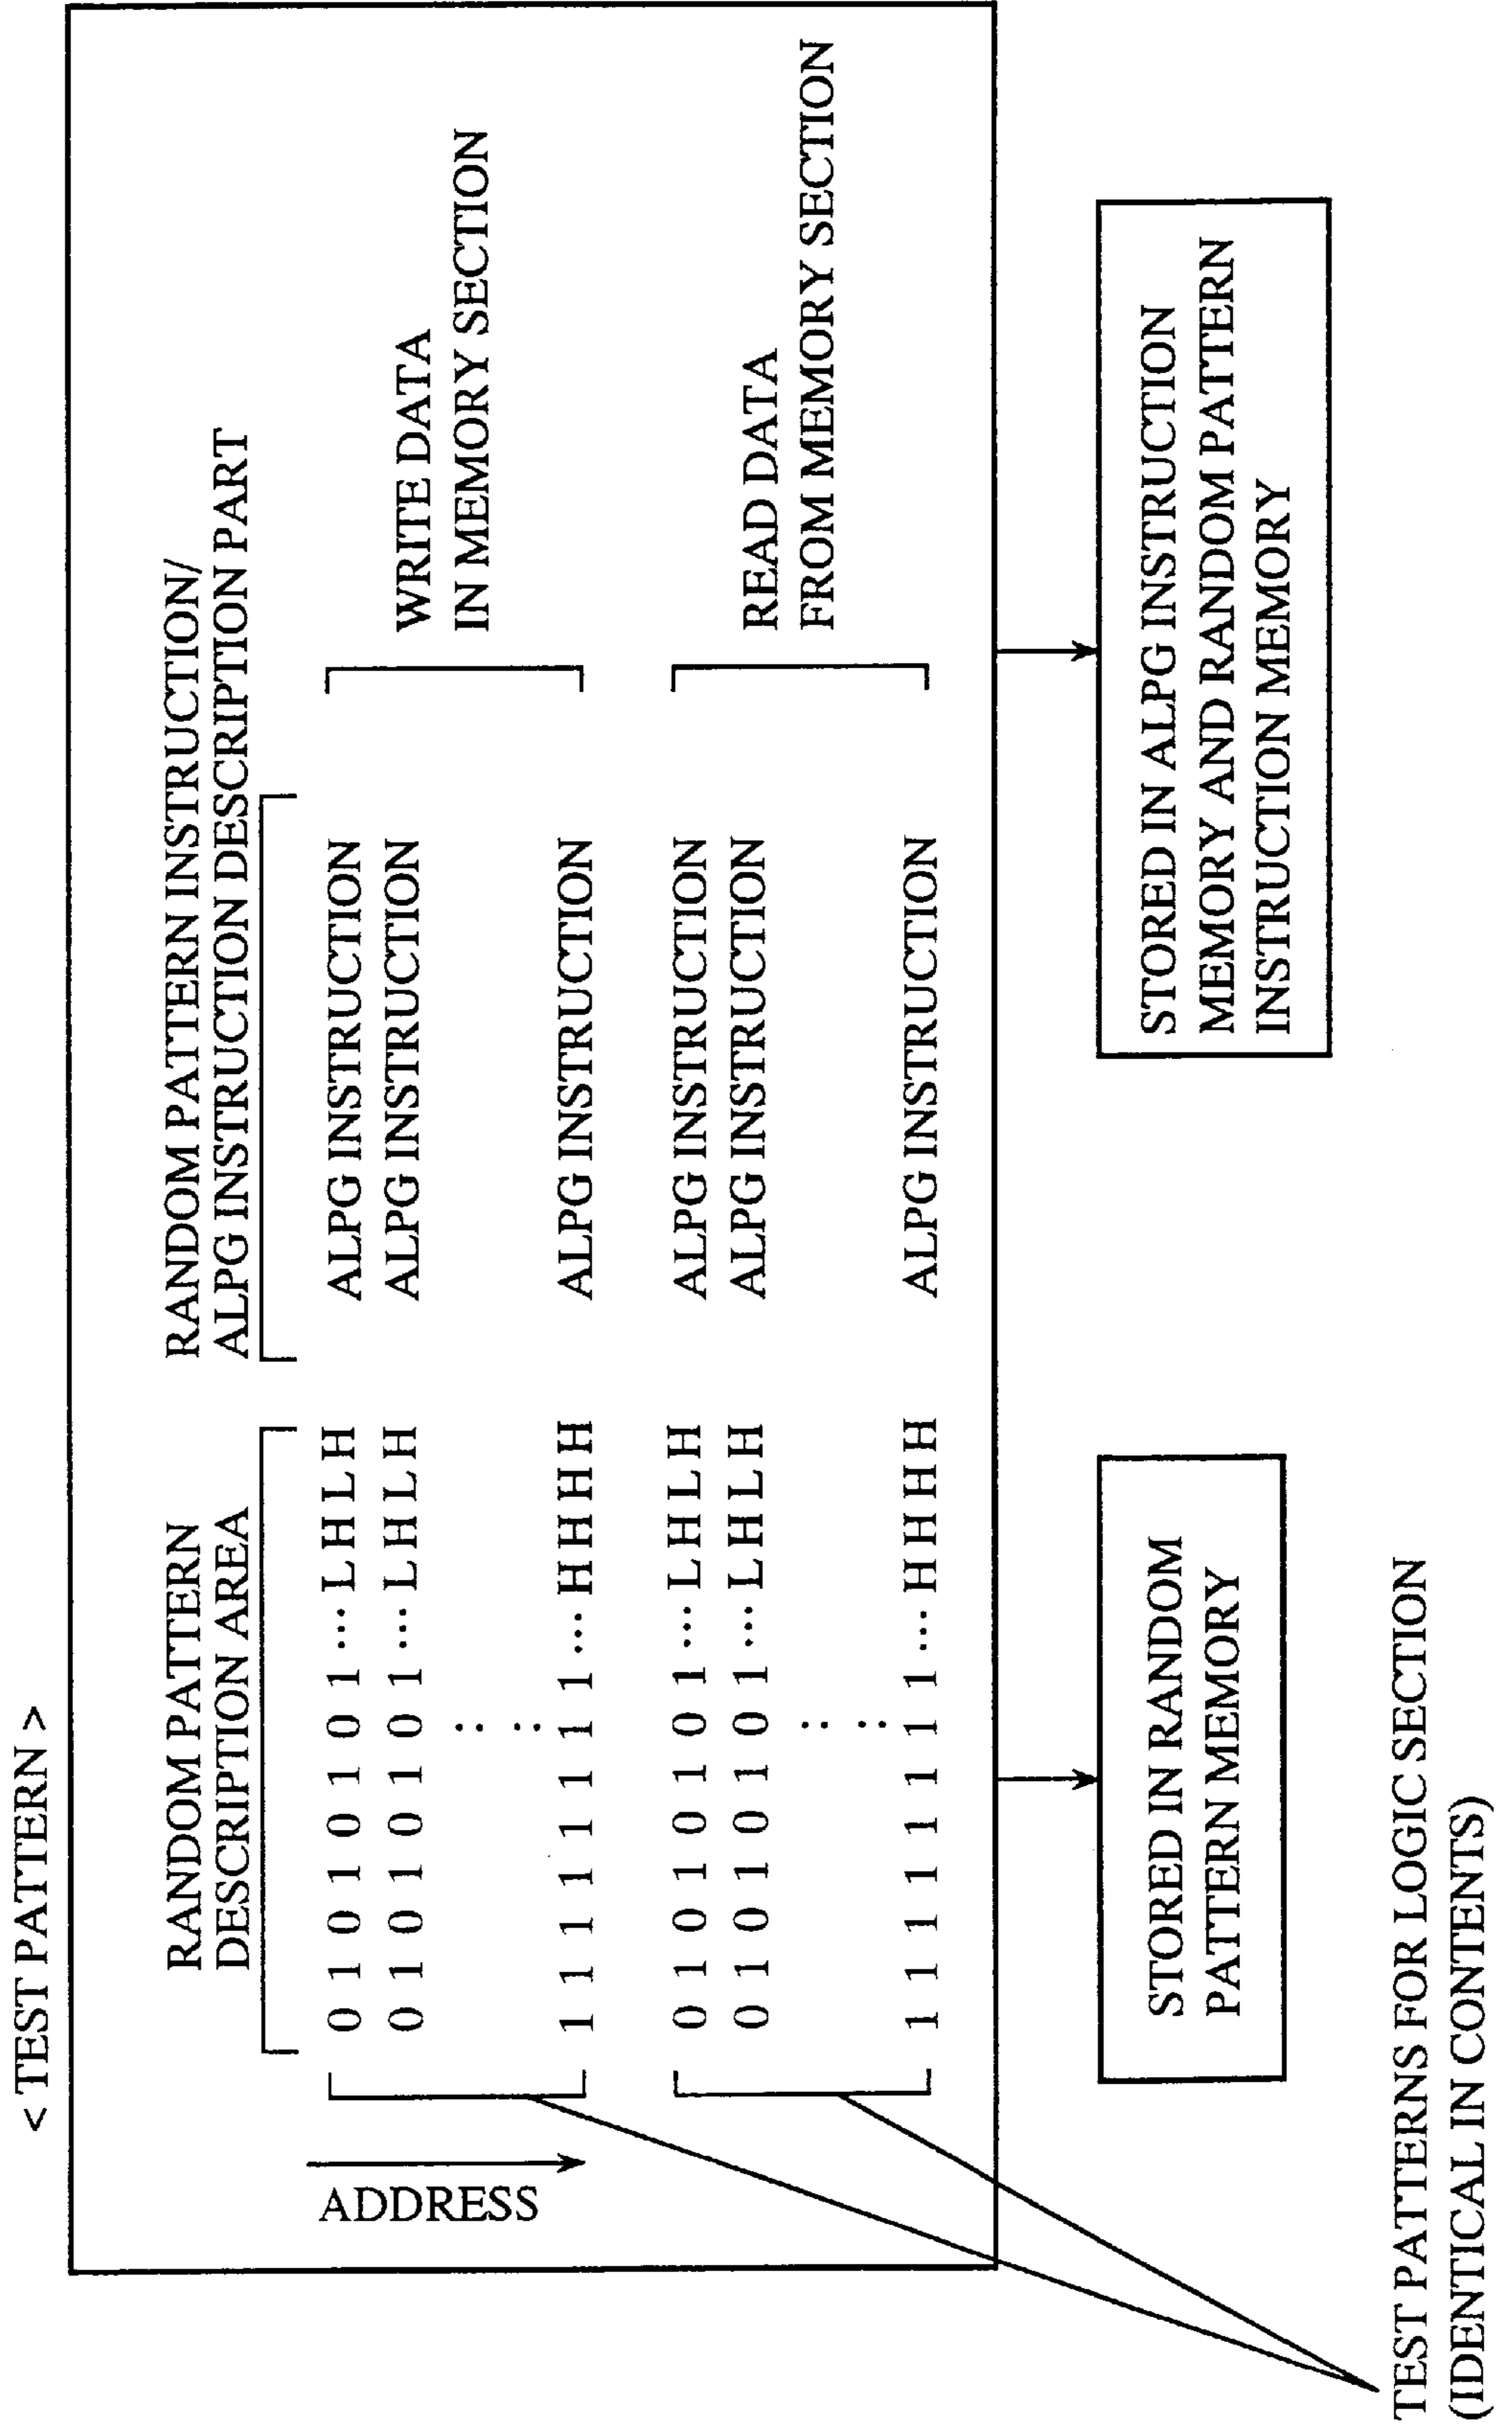 < TEST PATTERN >
RANDOM PATTERN
DESCRIPTION AREA
RANDOM PATTERN INSTRUCTION/
ALPG INSTRUCTION DESCRIPTION PART
ADDRESS
0 1 0 1 0 1 0 1 ... L H L H ALPG INSTRUCTION
0 1 0 1 0 1 0 1 ... L H L H ALPG INSTRUCTION
: :
1 1 1 1 1 1 1 1 ... H H H H ALPG INSTRUCTION
WRITE DATA
IN MEMORY SECTION
0 1 0 1 0 1 0 1 ... L H L H ALPG INSTRUCTION
0 1 0 1 0 1 0 1 ... L H L H ALPG INSTRUCTION
: :
1 1 1 1 1 1 1 1 ... H H H H ALPG INSTRUCTION
READ DATA
FROM MEMORY SECTION
STORED IN RANDOM
PATTERN MEMORY
STORED IN ALPG INSTRUCTION
MEMORY AND RANDOM PATTERN
INSTRUCTION MEMORY
TEST PATTERNS FOR LOGIC SECTION
(IDENTICAL IN CONTENTS)